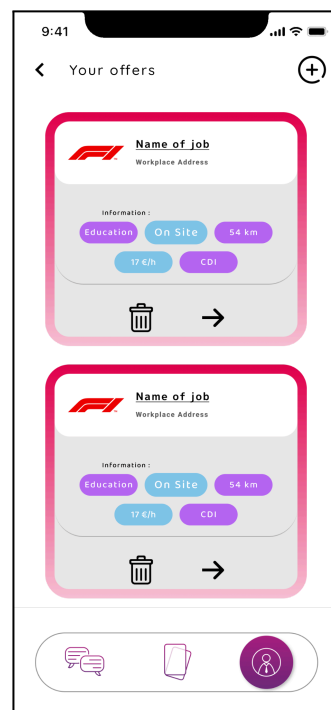 9:41
Your offers
Name of job
Workplace Address
Information :
Education On Site 54 km
17 €/h CDI
Name of job
Workplace Address
Information :
Education On Site 54 km
17 €/h CDI